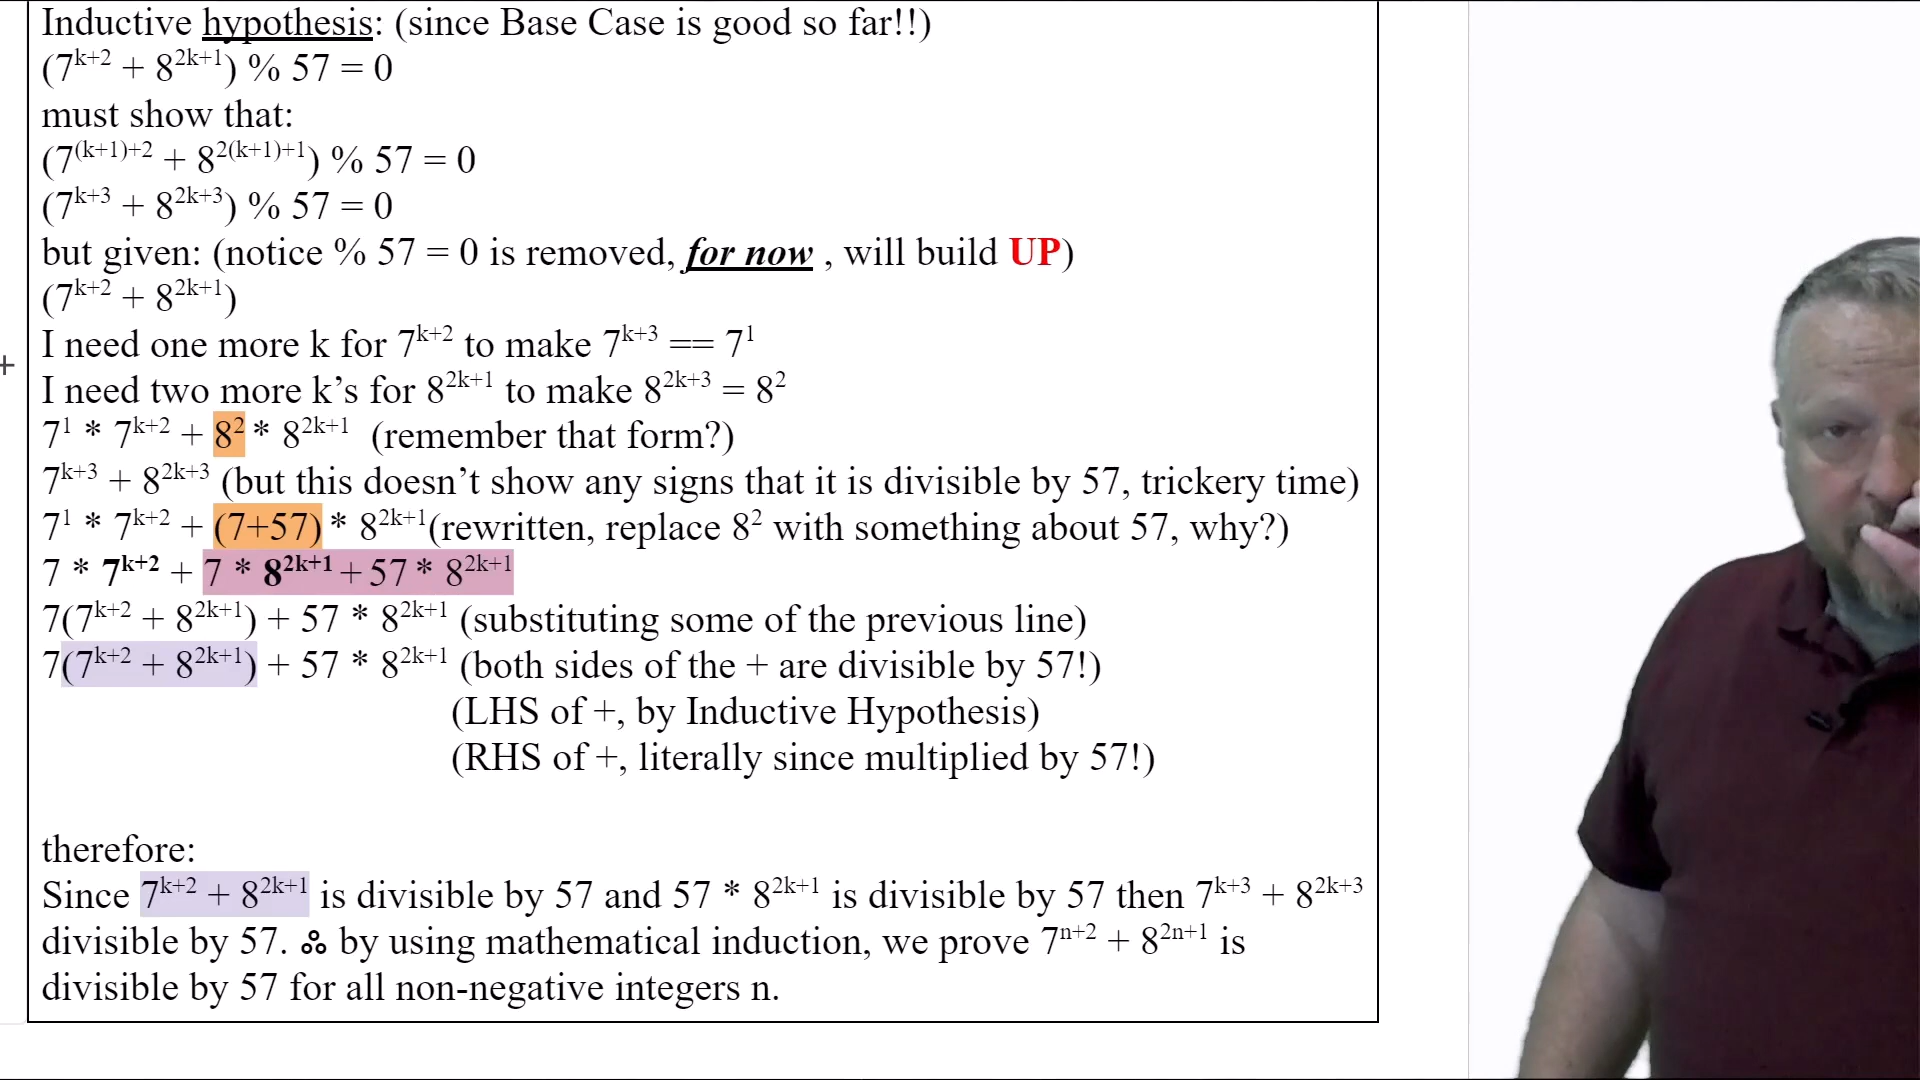 Inductive hypothesis: (since Base Case is good so far!!)
(7^{k+2} + 8^{2k+1}) % 57 = 0
must show that:
(7^{(k+1)+2} + 8^{2(k+1)+1}) % 57 = 0
(7^{k+3} + 8^{2k+3}) % 57 = 0
but given: (notice % 57 = 0 is removed, for now , will build UP)
(7^{k+2} + 8^{2k+1})
I need one more k for 7^{k+2} to make 7^{k+3} == 7^1
I need two more k’s for 8^{2k+1} to make 8^{2k+3} = 8^2
7^1 * 7^{k+2} + 8^2 * 8^{2k+1} (remember that form?)
7^{k+3} + 8^{2k+3} (but this doesn’t show any signs that it is divisible by 57, trickery time)
7^1 * 7^{k+2} + (7+57) * 8^{2k+1}(rewritten, replace 8^2 with something about 57, why?)
7 * 7^{k+2} + 7 * 8^{2k+1} + 57 * 8^{2k+1}
7(7^{k+2} + 8^{2k+1}) + 57 * 8^{2k+1} (substituting some of the previous line)
7(7^{k+2} + 8^{2k+1}) + 57 * 8^{2k+1} (both sides of the + are divisible by 57!)
(LHS of +, by Inductive Hypothesis)
(RHS of +, literally since multiplied by 57!)
therefore:
Since 7^{k+2} + 8^{2k+1} is divisible by 57 and 57 * 8^{2k+1} is divisible by 57 then 7^{k+3} + 8^{2k+3}
divisible by 57. ∴ by using mathematical induction, we prove 7^{n+2} + 8^{2n+1} is
divisible by 57 for all non-negative integers n.